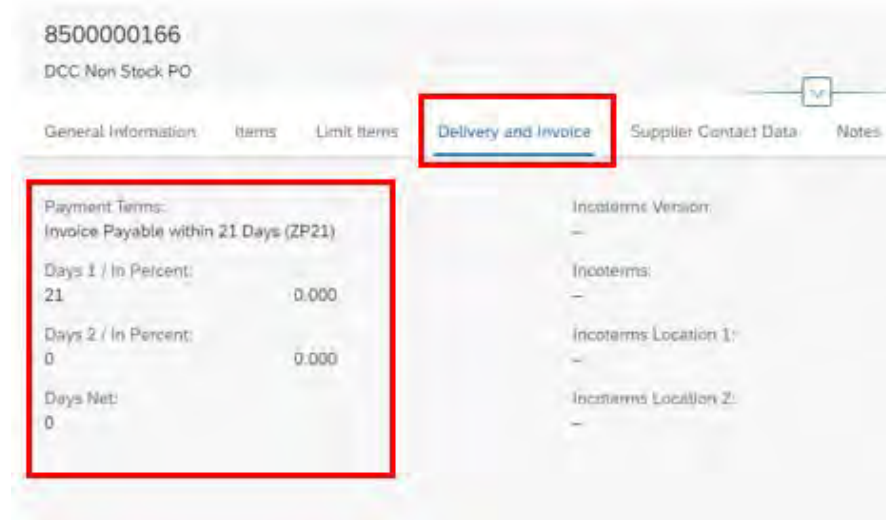 8500000166
DCC Non Stock PO
General Information Items Limit Items Delivery and Invoice Supplier Contact Data Notes
Payment Terms:
Invoice Payable within 21 Days (ZP21)
Days 1 / In Percent:
21 0.000
Days 2 / In Percent:
0 0.000
Days Net:
0
Incoterms Version:
–
Incoterms:
–
Incoterms Location 1:
–
Incoterms Location 2:
–